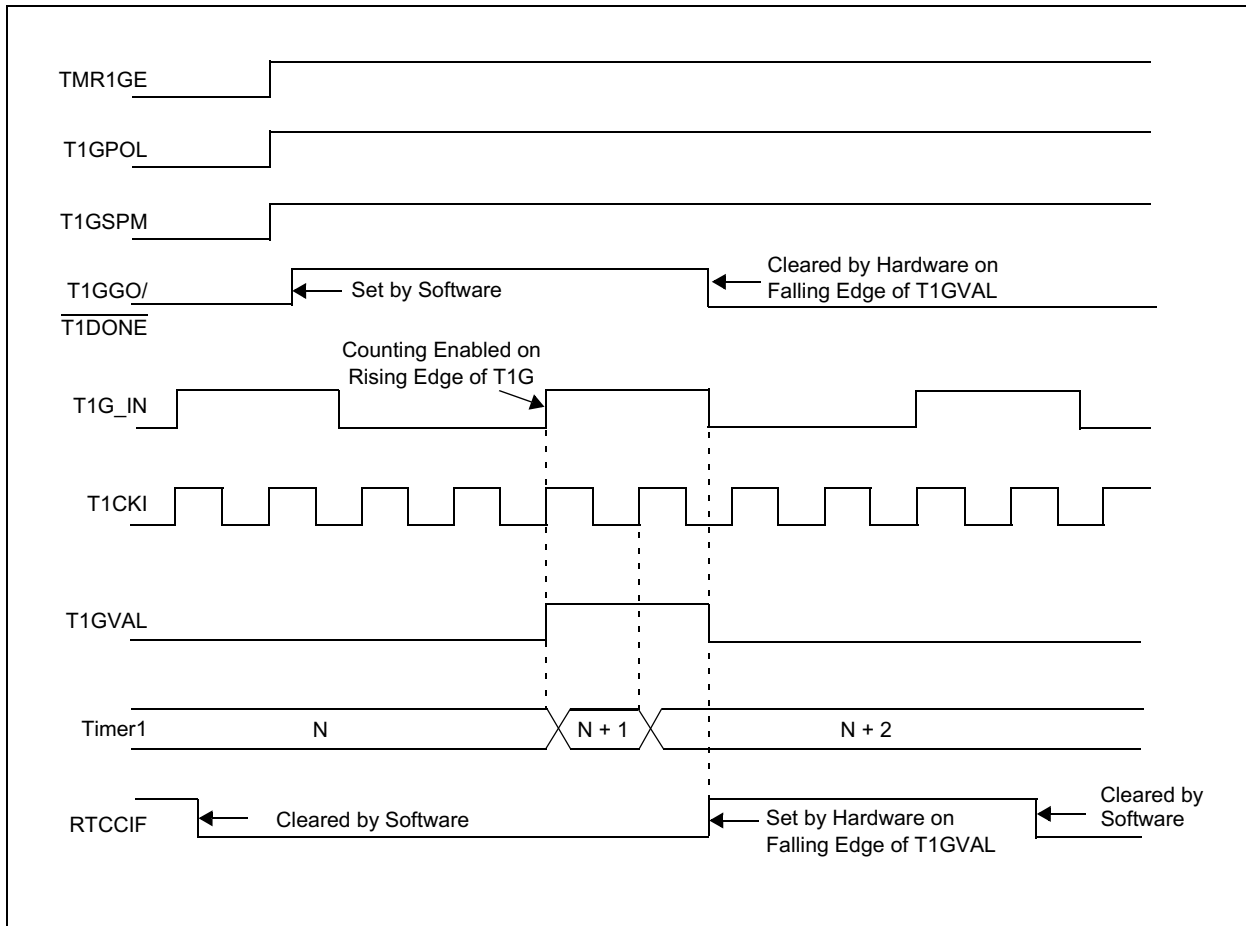 TMR1GE
T1GPOL
T1GSPM
T1GGO/
T1DONE
Set by Software
Cleared by Hardware on
Falling Edge of T1GVAL
Counting Enabled on
Rising Edge of T1G
T1G_IN
T1CKI
T1GVAL
Timer1
N
N + 1
N + 2
RTCCIF
Cleared by Software
Set by Hardware on
Falling Edge of T1GVAL
Cleared by
Software